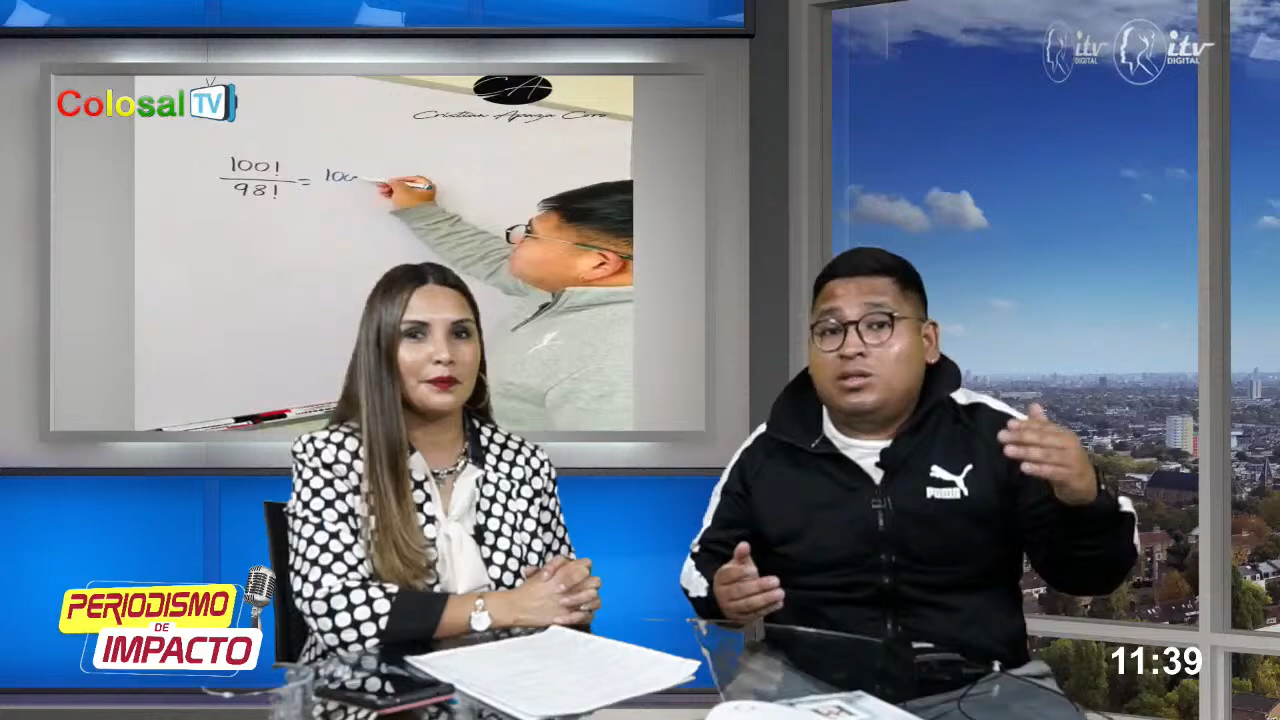 Colosal TV
CA
Cristian Apaza Coro
100!
98!
= 100
itv
DIGITAL
itv
DIGITAL
PUMA
PERIODISMO
DE
IMPACTO
11:39